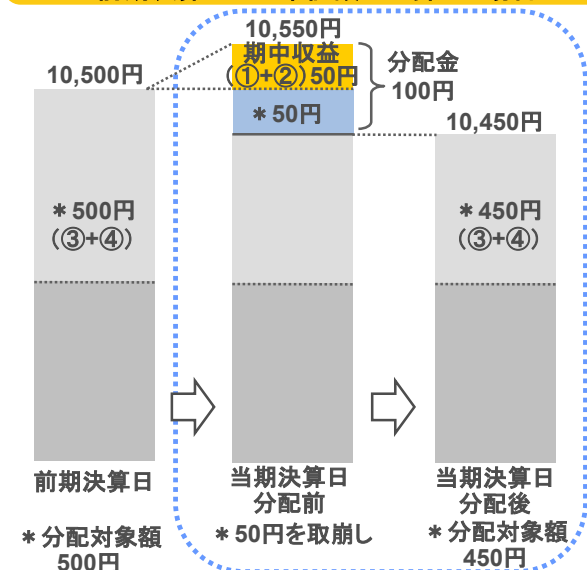 10,550円
10,500円
期中収益
(①+②)50円
分配金
100円
＊50円
10,450円
＊500円
(③+④)
＊450円
(③+④)
前期決算日
当期決算日
分配前
当期決算日
分配後
＊分配対象額
500円
＊50円を取崩し
＊分配対象額
450円